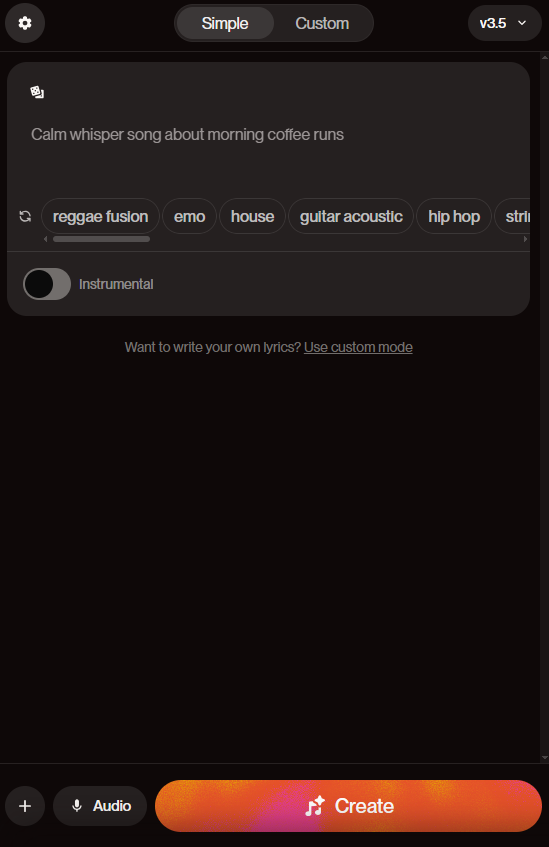 Simple Custom v3.5
Calm whisper song about morning coffee runs
reggae fusion emo house guitar acoustic hip hop
Instrumental
Want to write your own lyrics? Use custom mode
Audio Create